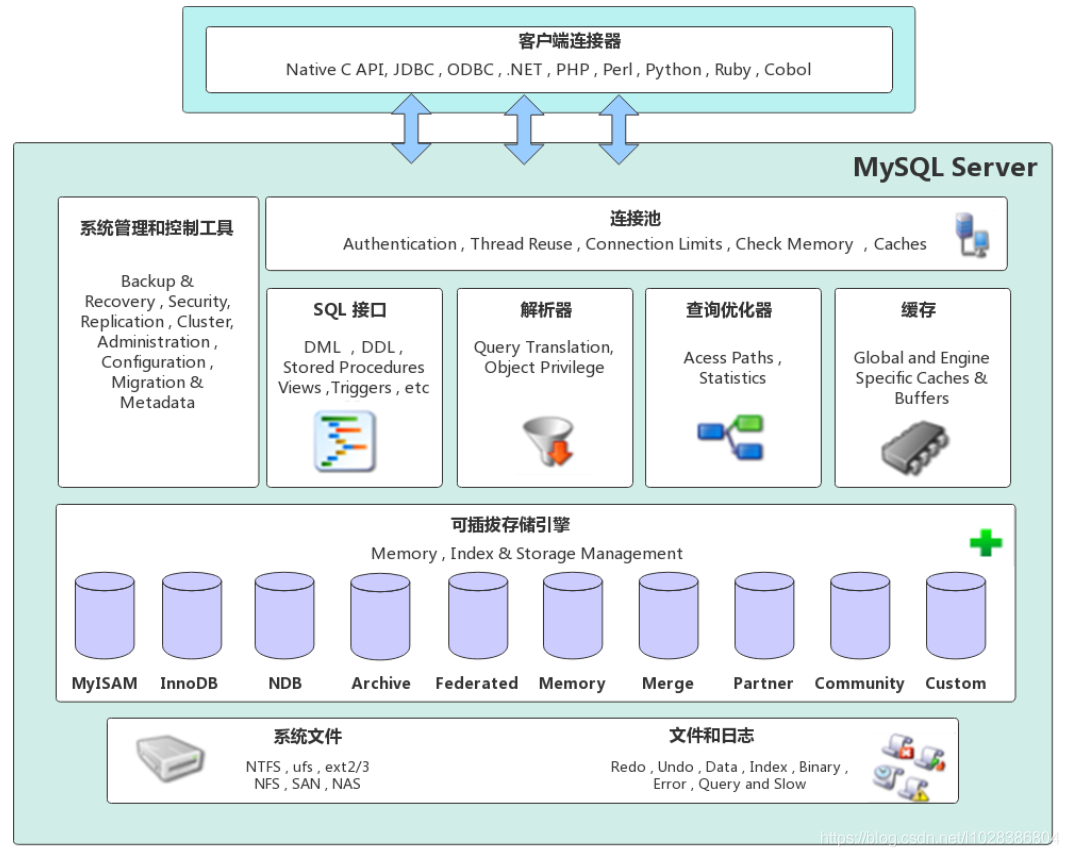 客户端连接器
Native C API, JDBC , ODBC , .NET , PHP , Perl , Python , Ruby , Cobol
MySQL Server
系统管理和控制工具
Backup &
Recovery , Security,
Replication , Cluster,
Administration ,
Configuration ,
Migration &
Metadata
连接池
Authentication , Thread Reuse , Connection Limits , Check Memory , Caches
SQL 接口
DML , DDL ,
Stored Procedures
Views ,Triggers , etc
解析器
Query Translation,
Object Privilege
查询优化器
Acess Paths ,
Statistics
缓存
Global and Engine
Specific Caches &
Buffers
可插拔存储引擎
Memory , Index & Storage Management
MyISAM InnoDB NDB Archive Federated Memory Merge Partner Community Custom
系统文件
NTFS , ufs , ext2/3
NFS , SAN , NAS
文件和日志
Redo , Undo , Data , Index , Binary ,
Error , Query and Slow
https://blog.csdn.net/l1028386804